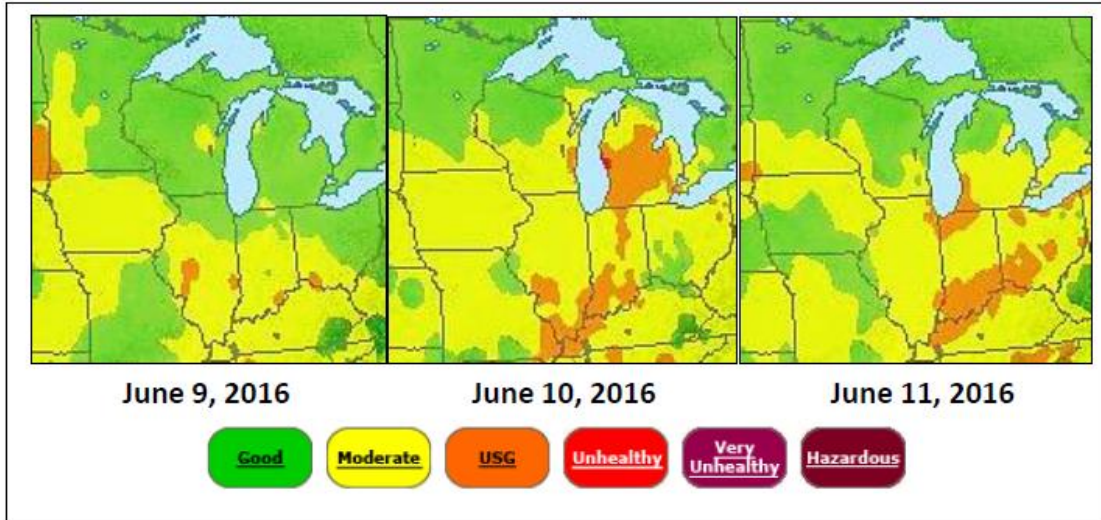 June 9, 2016
June 10, 2016
June 11, 2016
Good
Moderate
USG
Unhealthy
Very
Unhealthy
Hazardous